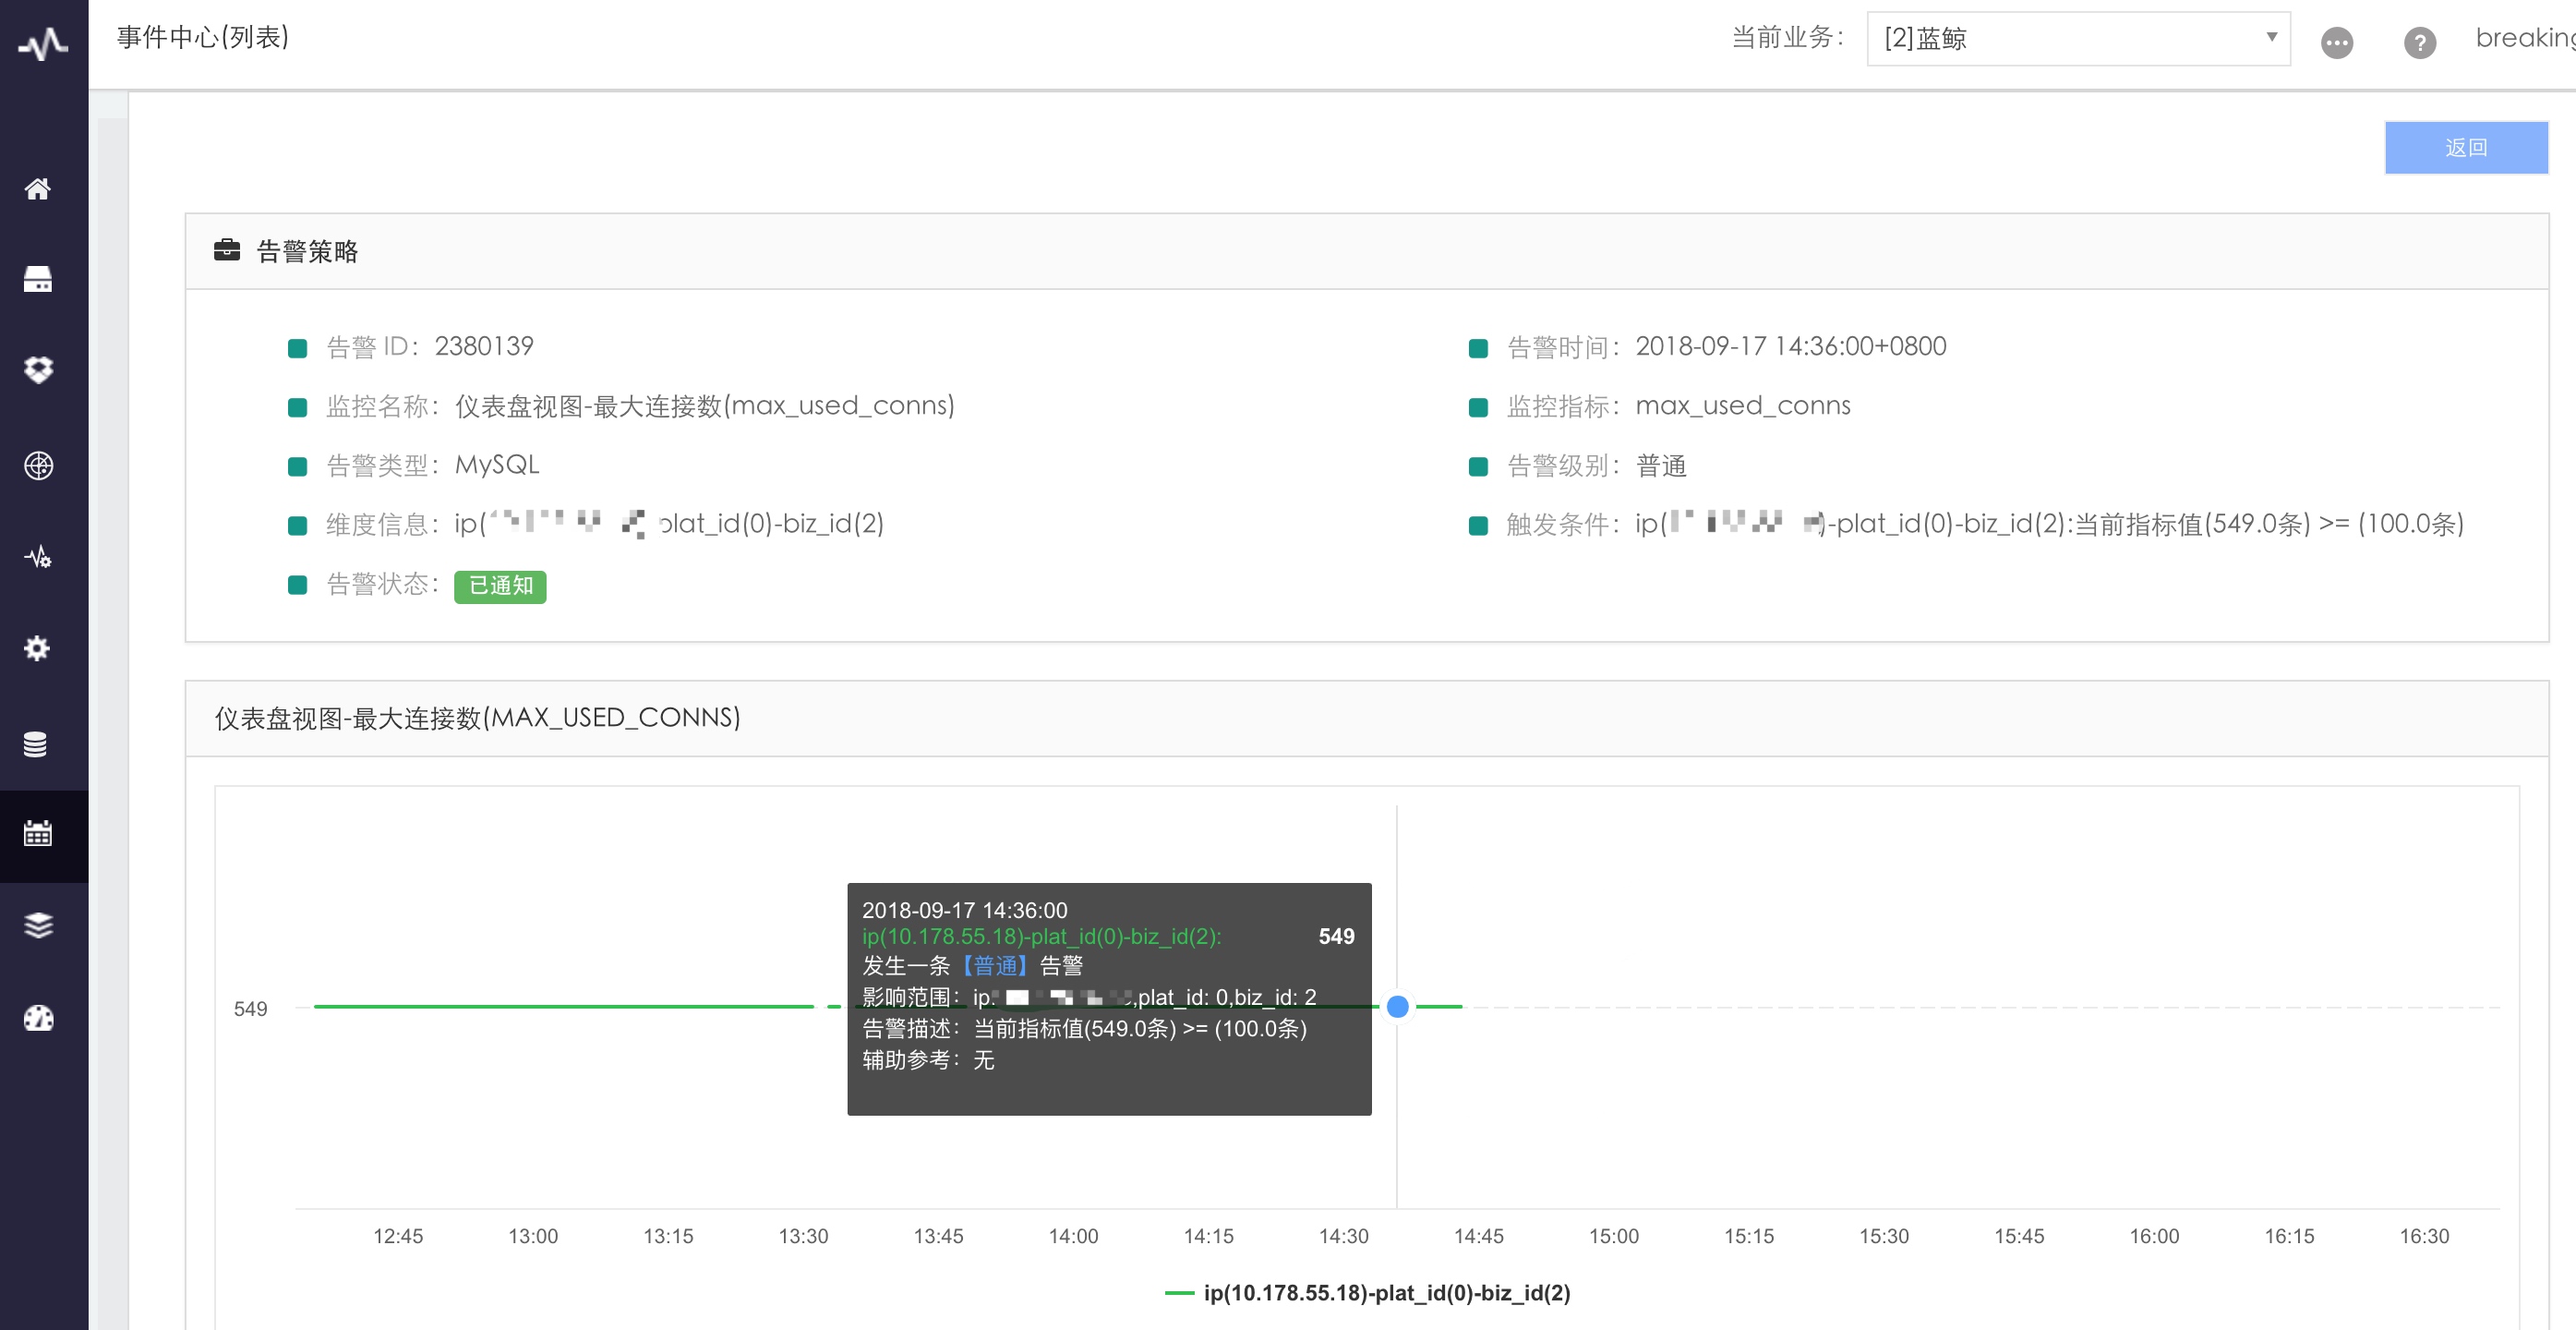 事件中心(列表)
当前业务：
[2]蓝鲸
breaking
返回
告警策略
告警 ID： 2380139
告警时间： 2018-09-17 14:36:00+0800
监控名称： 仪表盘视图-最大连接数(max_used_conns)
监控指标： max_used_conns
告警类型： MySQL
告警级别： 普通
维度信息： ip( plat_id(0)-biz_id(2)
触发条件： ip( )-plat_id(0)-biz_id(2):当前指标值(549.0条) >= (100.0条)
告警状态： 已通知
仪表盘视图-最大连接数(MAX_USED_CONNS)
2018-09-17 14:36:00
ip(10.178.55.18)-plat_id(0)-biz_id(2): 549
发生一条【普通】告警
影响范围：ip: ,plat_id: 0,biz_id: 2
告警描述：当前指标值(549.0条) >= (100.0条)
辅助参考：无
549
12:45 13:00 13:15 13:30 13:45 14:00 14:15 14:30 14:45 15:00 15:15 15:30 15:45 16:00 16:15 16:30
ip(10.178.55.18)-plat_id(0)-biz_id(2)